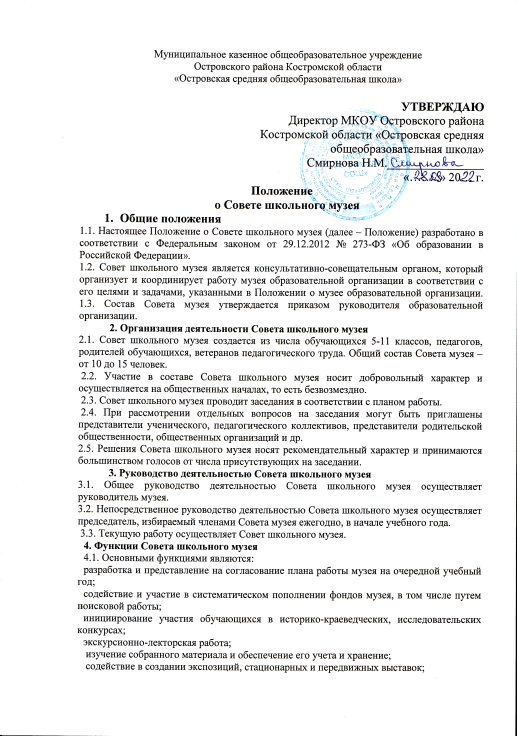 Муниципальное казенное общеобразовательное учреждение
Островского района Костромской области
«Островская средняя общеобразовательная школа»
УТВЕРЖДАЮ
Директор МКОУ Островского района
Костромской области «Островская средняя
общеобразовательная школа»
Смирнова Н.М. Смирнова
«   » 2022г.
Положение
о Совете школьного музея
1. Общие положения
1.1. Настоящее Положение о Совете школьного музея (далее – Положение) разработано в
соответствии с Федеральным законом от 29.12.2012 № 273-ФЗ «Об образовании в
Российской Федерации».
1.2. Совет школьного музея является консультативно-совещательным органом, который
организует и координирует работу музея образовательной организации в соответствии с
его целями и задачами, указанными в Положении о музее образовательной организации.
1.3. Состав Совета музея утверждается приказом руководителя образовательной
организации.
2. Организация деятельности Совета школьного музея
2.1. Совет школьного музея создается из числа обучающихся 5-11 классов, педагогов,
родителей обучающихся, ветеранов педагогического труда. Общий состав Совета музея –
от 10 до 15 человек.
2.2. Участие в составе Совета школьного музея носит добровольный характер и
осуществляется на общественных началах, то есть безвозмездно.
2.3. Совет школьного музея проводит заседания в соответствии с планом работы.
2.4. При рассмотрении отдельных вопросов на заседания могут быть приглашены
представители ученического, педагогического коллективов, представители родительской
общественности, общественных организаций и др.
2.5. Решения Совета школьного музея носят рекомендательный характер и принимаются
большинством голосов от числа присутствующих на заседании.
3. Руководство деятельностью Совета школьного музея
3.1. Общее руководство деятельностью Совета школьного музея осуществляет
руководитель музея.
3.2. Непосредственное руководство деятельностью Совета школьного музея осуществляет
председатель, избираемый членами Совета музея ежегодно, в начале учебного года.
3.3. Текущую работу осуществляет Совет школьного музея.
4. Функции Совета школьного музея
4.1. Основными функциями являются:
разработка и представление на согласование плана работы музея на очередной учебный
год;
содействие и участие в систематическом пополнении фондов музея, в том числе путем
поисковой работы;
инициирование участия обучающихся в историко-краеведческих, исследовательских
конкурсах;
экскурсионно-лекторская работа;
изучение собранного материала и обеспечение его учета и хранение;
содействие в создании экспозиций, стационарных и передвижных выставок;